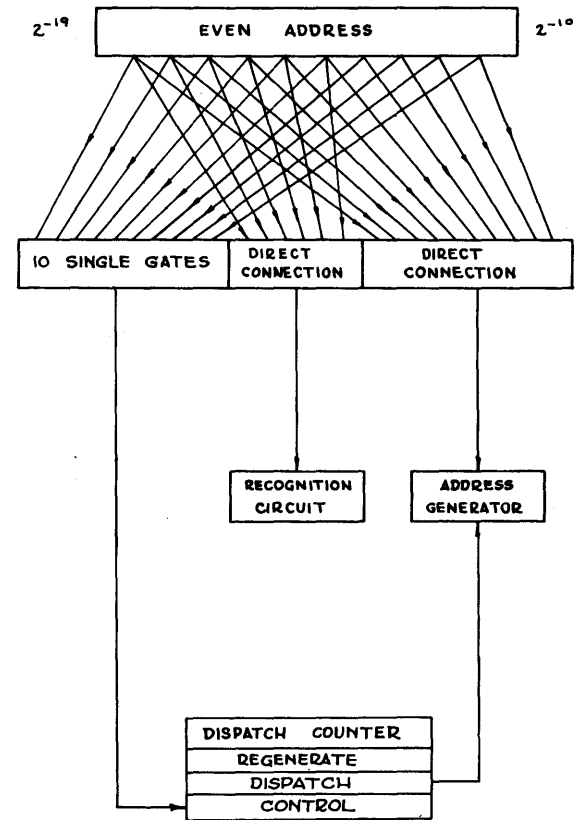 2⁻¹⁹ EVEN ADDRESS 2⁻¹⁰
10 SINGLE GATES
DIRECT
CONNECTION
DIRECT
CONNECTION
RECOGNITION
CIRCUIT
ADDRESS
GENERATOR
DISPATCH COUNTER
REGENERATE
DISPATCH
CONTROL